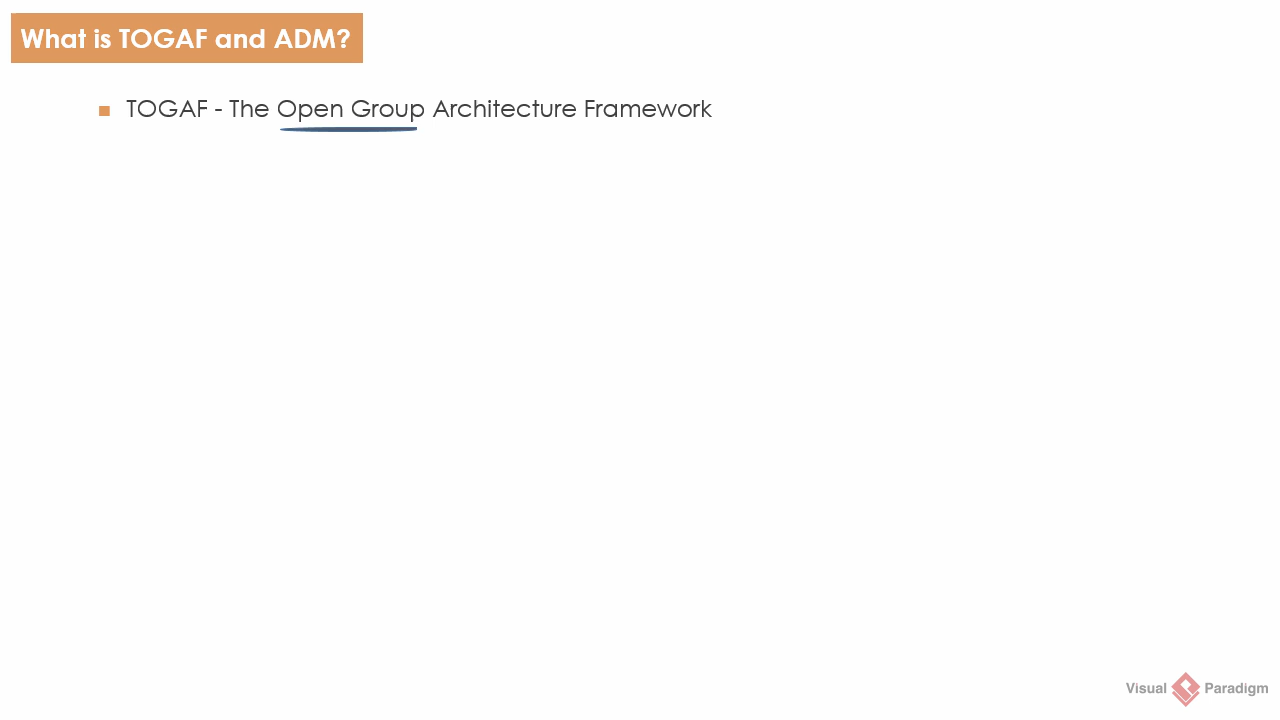 What is TOGAF and ADM?
TOGAF - The Open Group Architecture Framework
Visual Paradigm